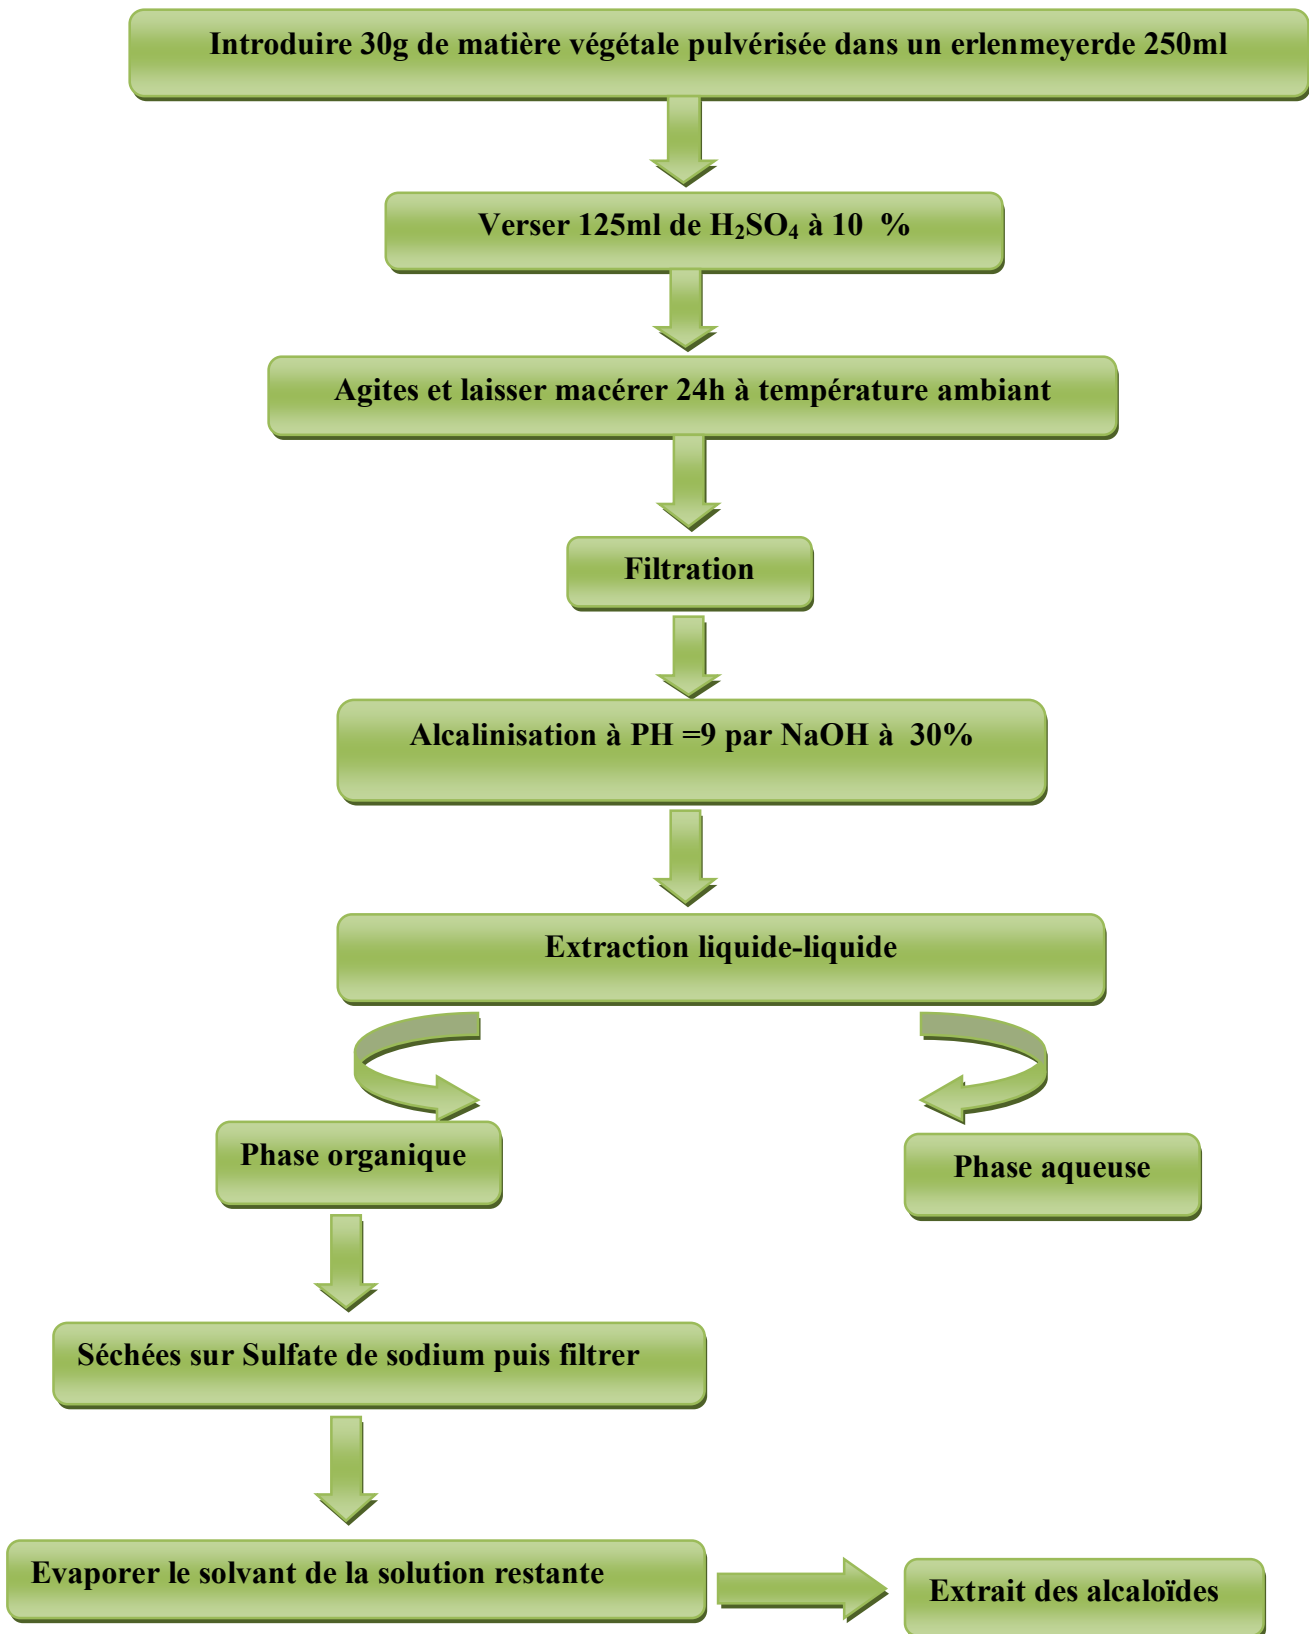 Introduire 30g de matière végétale pulvérisée dans un erlenmeyerde 250ml
Verser 125ml de H₂SO₄ à 10 %
Agites et laisser macérer 24h à température ambiant
Filtration
Alcalinisation à PH =9 par NaOH à 30%
Extraction liquide-liquide
Phase organique
Phase aqueuse
Séchées sur Sulfate de sodium puis filtrer
Evaporer le solvant de la solution restante
Extrait des alcaloïdes